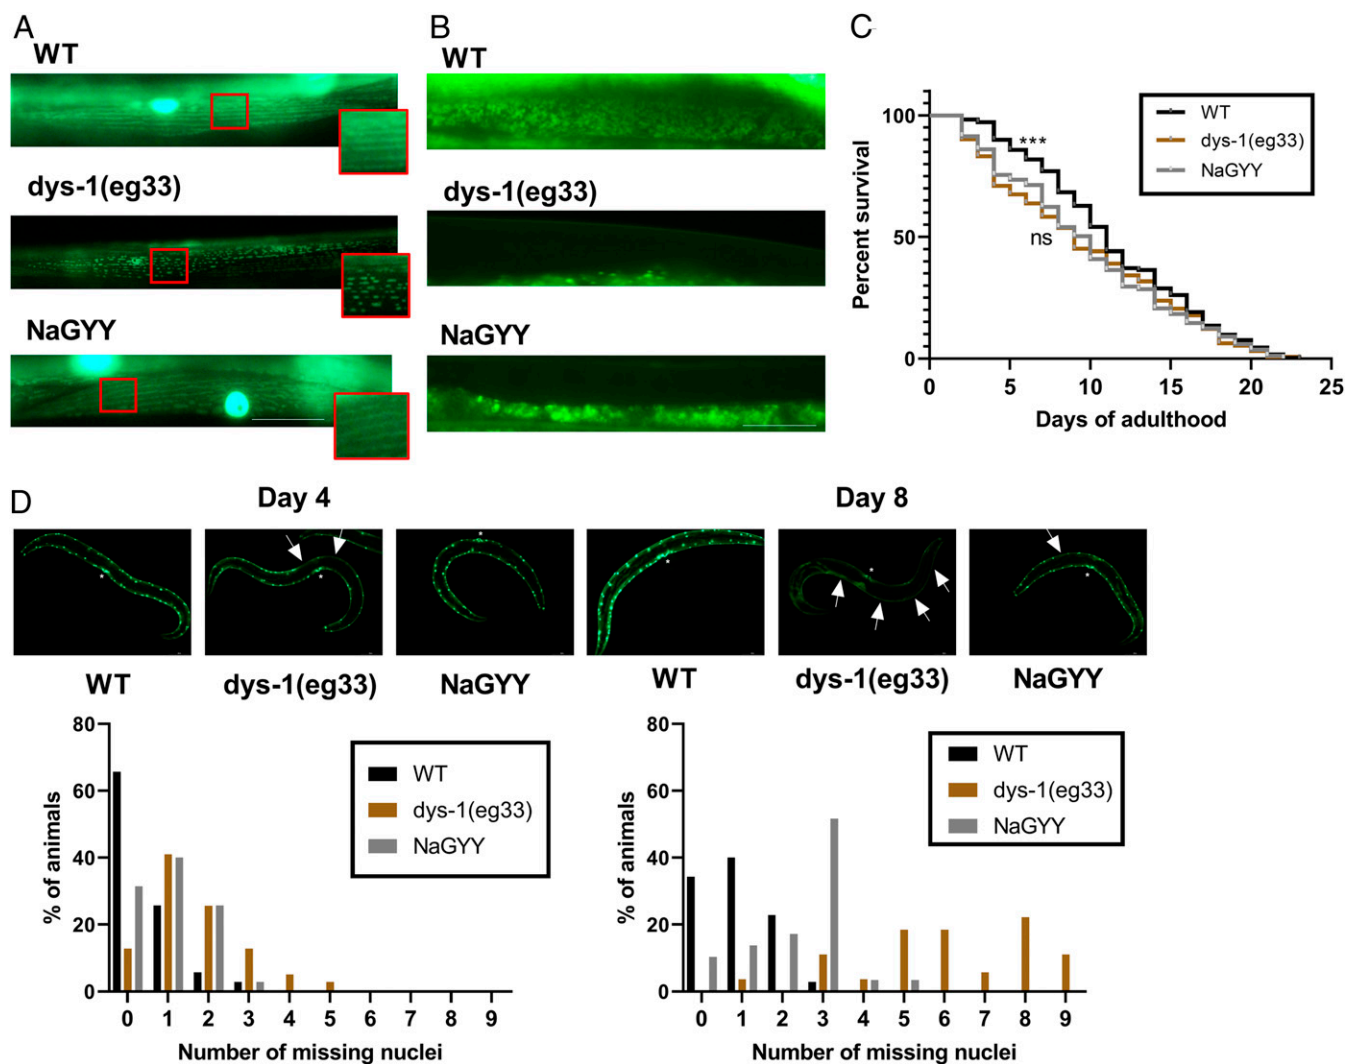 A
WT
dys-1(eg33)
NaGYY
B
WT
dys-1(eg33)
NaGYY
C
Percent survival
100
50
0
***
ns
WT
dys-1(eg33)
NaGYY
0 5 10 15 20 25
Days of adulthood
D
Day 4
Day 8
* * * * * *
WT
dys-1(eg33)
NaGYY
WT
dys-1(eg33)
NaGYY
% of animals
80
60
40
20
0
WT
dys-1(eg33)
NaGYY
0 1 2 3 4 5 6 7 8 9
Number of missing nuclei
% of animals
80
60
40
20
0
WT
dys-1(eg33)
NaGYY
0 1 2 3 4 5 6 7 8 9
Number of missing nuclei